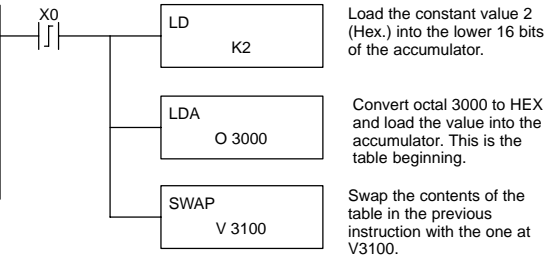 X0
LD
K2
Load the constant value 2
(Hex.) into the lower 16 bits
of the accumulator.
LDA
O 3000
Convert octal 3000 to HEX
and load the value into the
accumulator. This is the
table beginning.
SWAP
V 3100
Swap the contents of the
table in the previous
instruction with the one at
V3100.